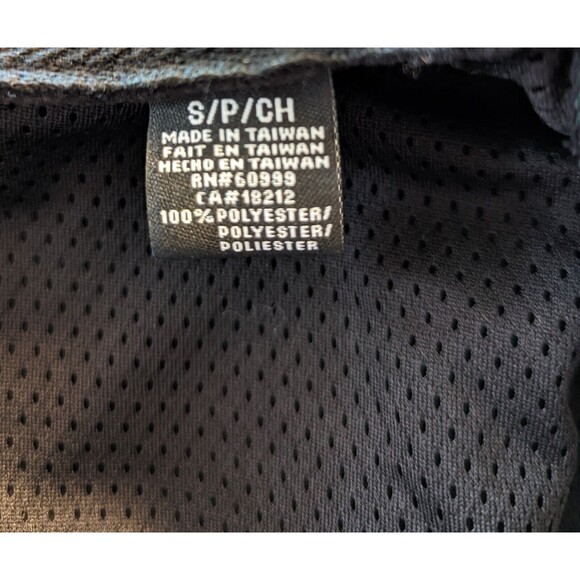 S/P/CH
MADE IN TAIWAN
FAIT EN TAIWAN
HECHO EN TAIWAN
RN#60999
CA#18212
100% POLYESTER/
POLYESTER/
POLIESTER